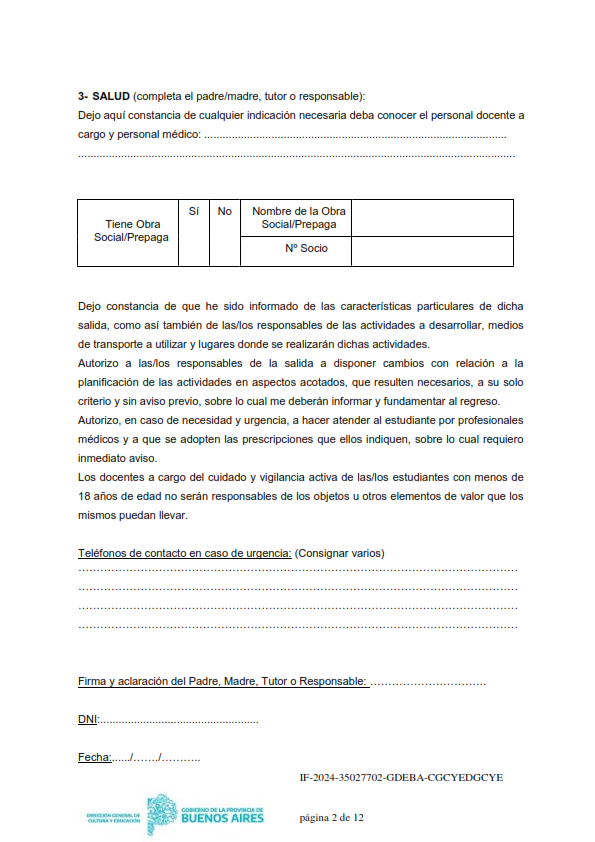 3- SALUD (completa el padre/madre, tutor o responsable):
Dejo aquí constancia de cualquier indicación necesaria deba conocer el personal docente a
cargo y personal médico: ...................................................................................................
...............................................................................................................................................
Tiene Obra
Social/Prepaga
Sí
No
Nombre de la Obra
Social/Prepaga
Nº Socio
Dejo constancia de que he sido informado de las características particulares de dicha
salida, como así también de las/los responsables de las actividades a desarrollar, medios
de transporte a utilizar y lugares donde se realizarán dichas actividades.
Autorizo a las/los responsables de la salida a disponer cambios con relación a la
planificación de las actividades en aspectos acotados, que resulten necesarios, a su solo
criterio y sin aviso previo, sobre lo cual me deberán informar y fundamentar al regreso.
Autorizo, en caso de necesidad y urgencia, a hacer atender al estudiante por profesionales
médicos y a que se adopten las prescripciones que ellos indiquen, sobre lo cual requiero
inmediato aviso.
Los docentes a cargo del cuidado y vigilancia activa de las/los estudiantes con menos de
18 años de edad no serán responsables de los objetos u otros elementos de valor que los
mismos puedan llevar.
Teléfonos de contacto en caso de urgencia: (Consignar varios)
…………………………………………………………………………………………………………
…………………………………………………………………………………………………………
…………………………………………………………………………………………………………
…………………………………………………………………………………………………………
Firma y aclaración del Padre, Madre, Tutor o Responsable: ………………………….
DNI:....................................................
Fecha:....../……./………..
IF-2024-35027702-GDEBA-CGCYEDGCYE
DIRECCIÓN GENERAL DE
CULTURA Y EDUCACIÓN
GOBIERNO DE LA PROVINCIA DE
BUENOS AIRES
página 2 de 12